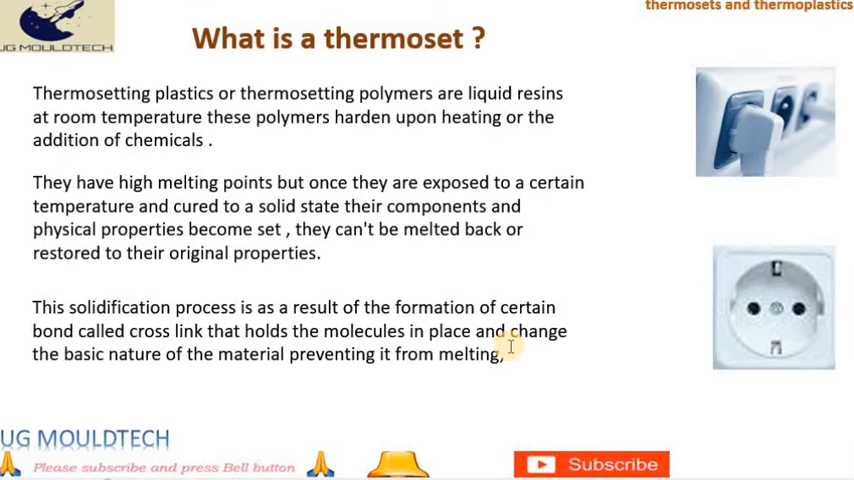 thermosets and thermoplastics
UG MOULDTECH
What is a thermoset ?
Thermosetting plastics or thermosetting polymers are liquid resins
at room temperature these polymers harden upon heating or the
addition of chemicals .
They have high melting points but once they are exposed to a certain
temperature and cured to a solid state their components and
physical properties become set , they can't be melted back or
restored to their original properties.
This solidification process is as a result of the formation of certain
bond called cross link that holds the molecules in place and change
the basic nature of the material preventing it from melting,
UG MOULDTECH
Please subscribe and press Bell button
Subscribe